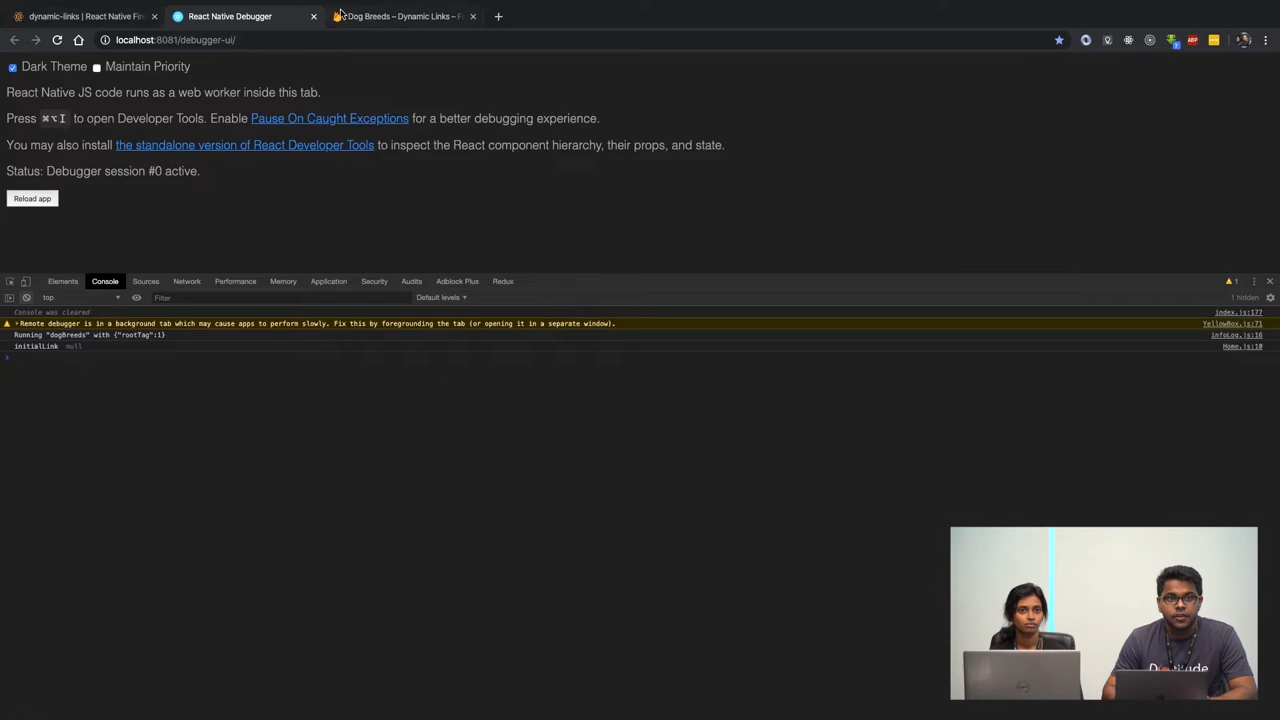 dynamic-links | React Native Fire
React Native Debugger
Dog Breeds – Dynamic Links – F
localhost:8081/debugger-ui/
Dark Theme Maintain Priority
React Native JS code runs as a web worker inside this tab.
Press ⌘⌥I to open Developer Tools. Enable Pause On Caught Exceptions for a better debugging experience.
You may also install the standalone version of React Developer Tools to inspect the React component hierarchy, their props, and state.
Status: Debugger session #0 active.
Reload app
Elements Console Sources Network Performance Memory Application Security Audits Adblock Plus Redux 1
top Filter Default levels 1 hidden
Console was cleared index.js:177
Remote debugger is in a background tab which may cause apps to perform slowly. Fix this by foregrounding the tab (or opening it in a separate window). YellowBox.js:71
Running "dogBreeds" with {"rootTag":1} infoLog.js:16
initialLink null Home.js:10